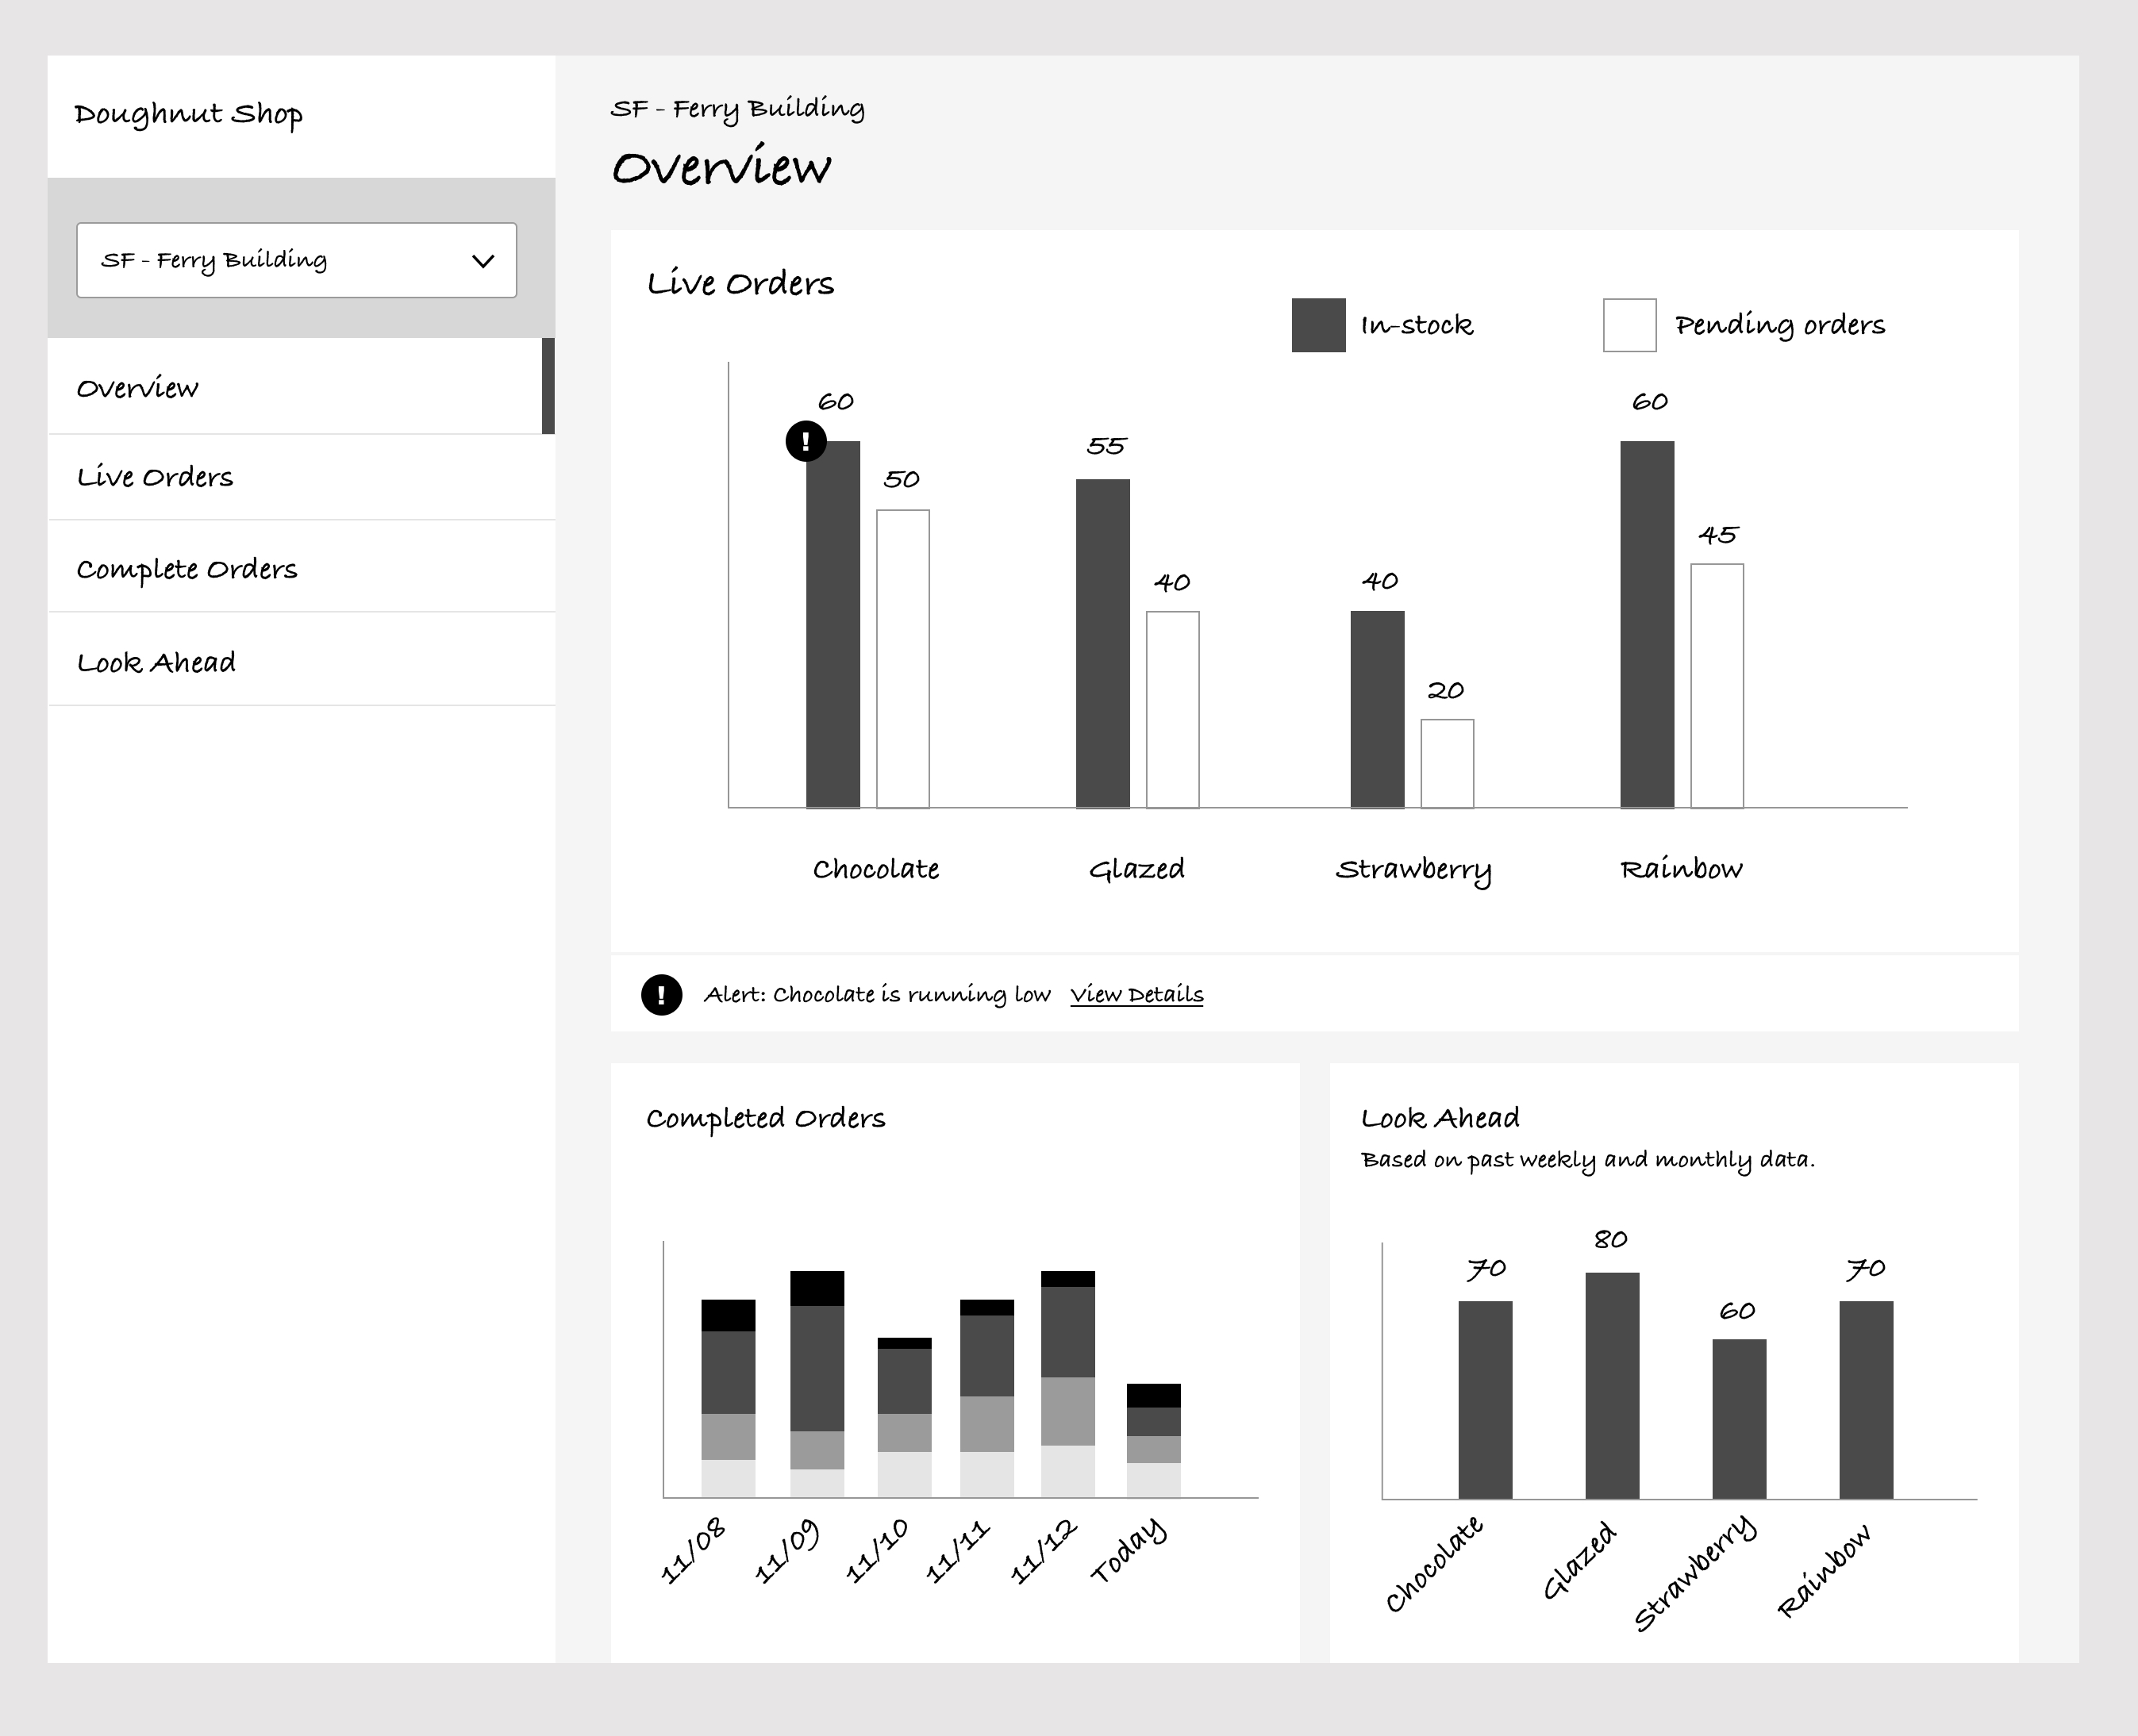 Doughnut Shop
SF - Ferry Building
Overview
Live Orders
Complete Orders
Look Ahead
SF - Ferry Building
Overview
Live Orders
In-stock
Pending orders
60
50
55
40
40
20
60
45
Chocolate
Glazed
Strawberry
Rainbow
! Alert: Chocolate is running low View Details
Completed Orders
11/08
11/09
11/10
11/11
11/12
Today
Look Ahead
Based on past weekly and monthly data.
70
80
60
70
Chocolate
Glazed
Strawberry
Rainbow